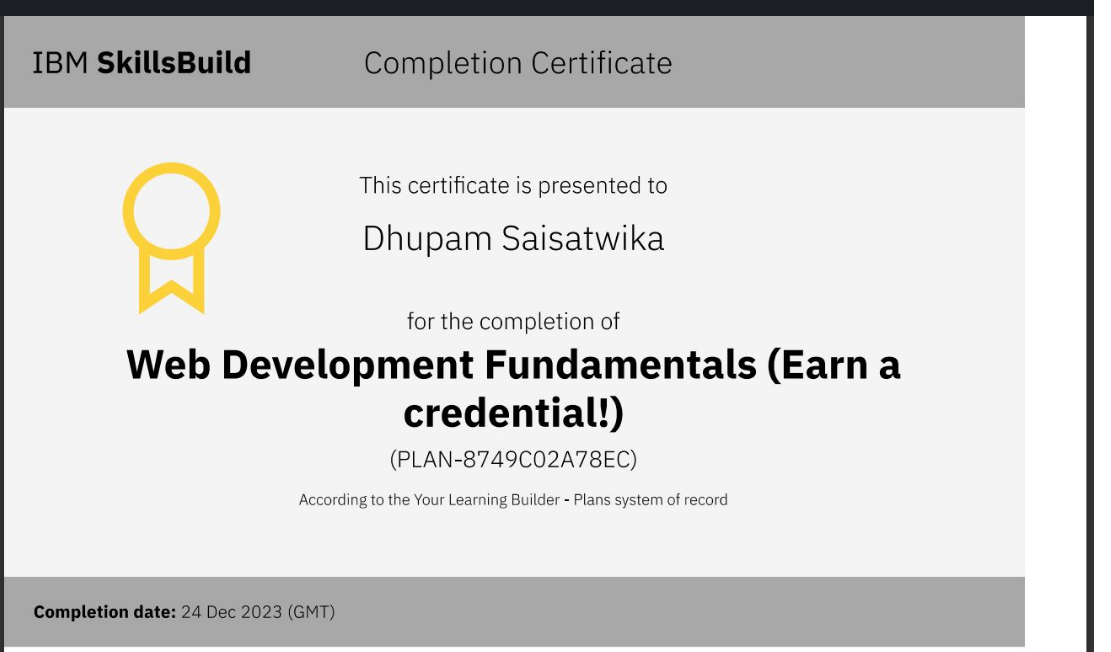 IBM SkillsBuild
Completion Certificate
This certificate is presented to
Dhupam Saisatwika
for the completion of
Web Development Fundamentals (Earn a
credential!)
(PLAN-8749C02A78EC)
According to the Your Learning Builder - Plans system of record
Completion date: 24 Dec 2023 (GMT)